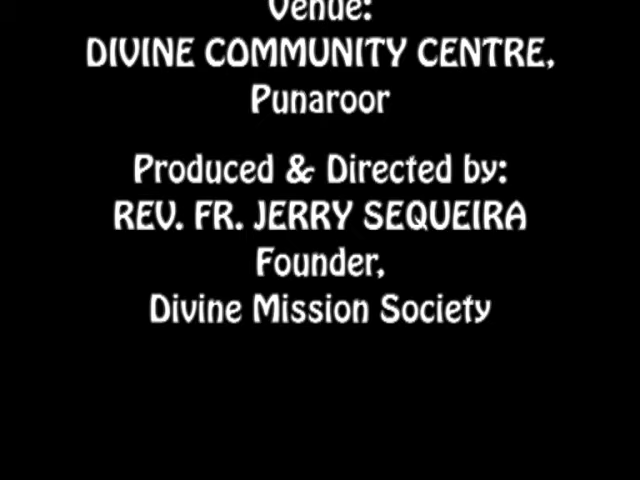 Venue:
DIVINE COMMUNITY CENTRE,
Punaroor
Produced & Directed by:
REV. FR. JERRY SEQUEIRA
Founder,
Divine Mission Society